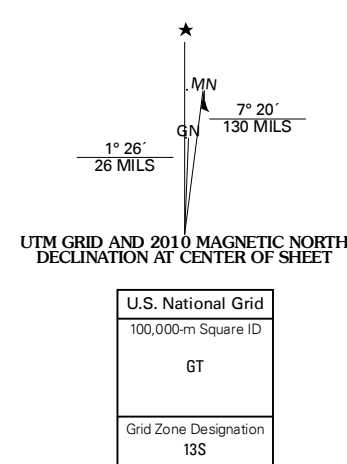 MN
GN
7° 20´
130 MILS
1° 26´
26 MILS
UTM GRID AND 2010 MAGNETIC NORTH
DECLINATION AT CENTER OF SHEET
U.S. National Grid
100,000-m Square ID
GT
Grid Zone Designation
13S